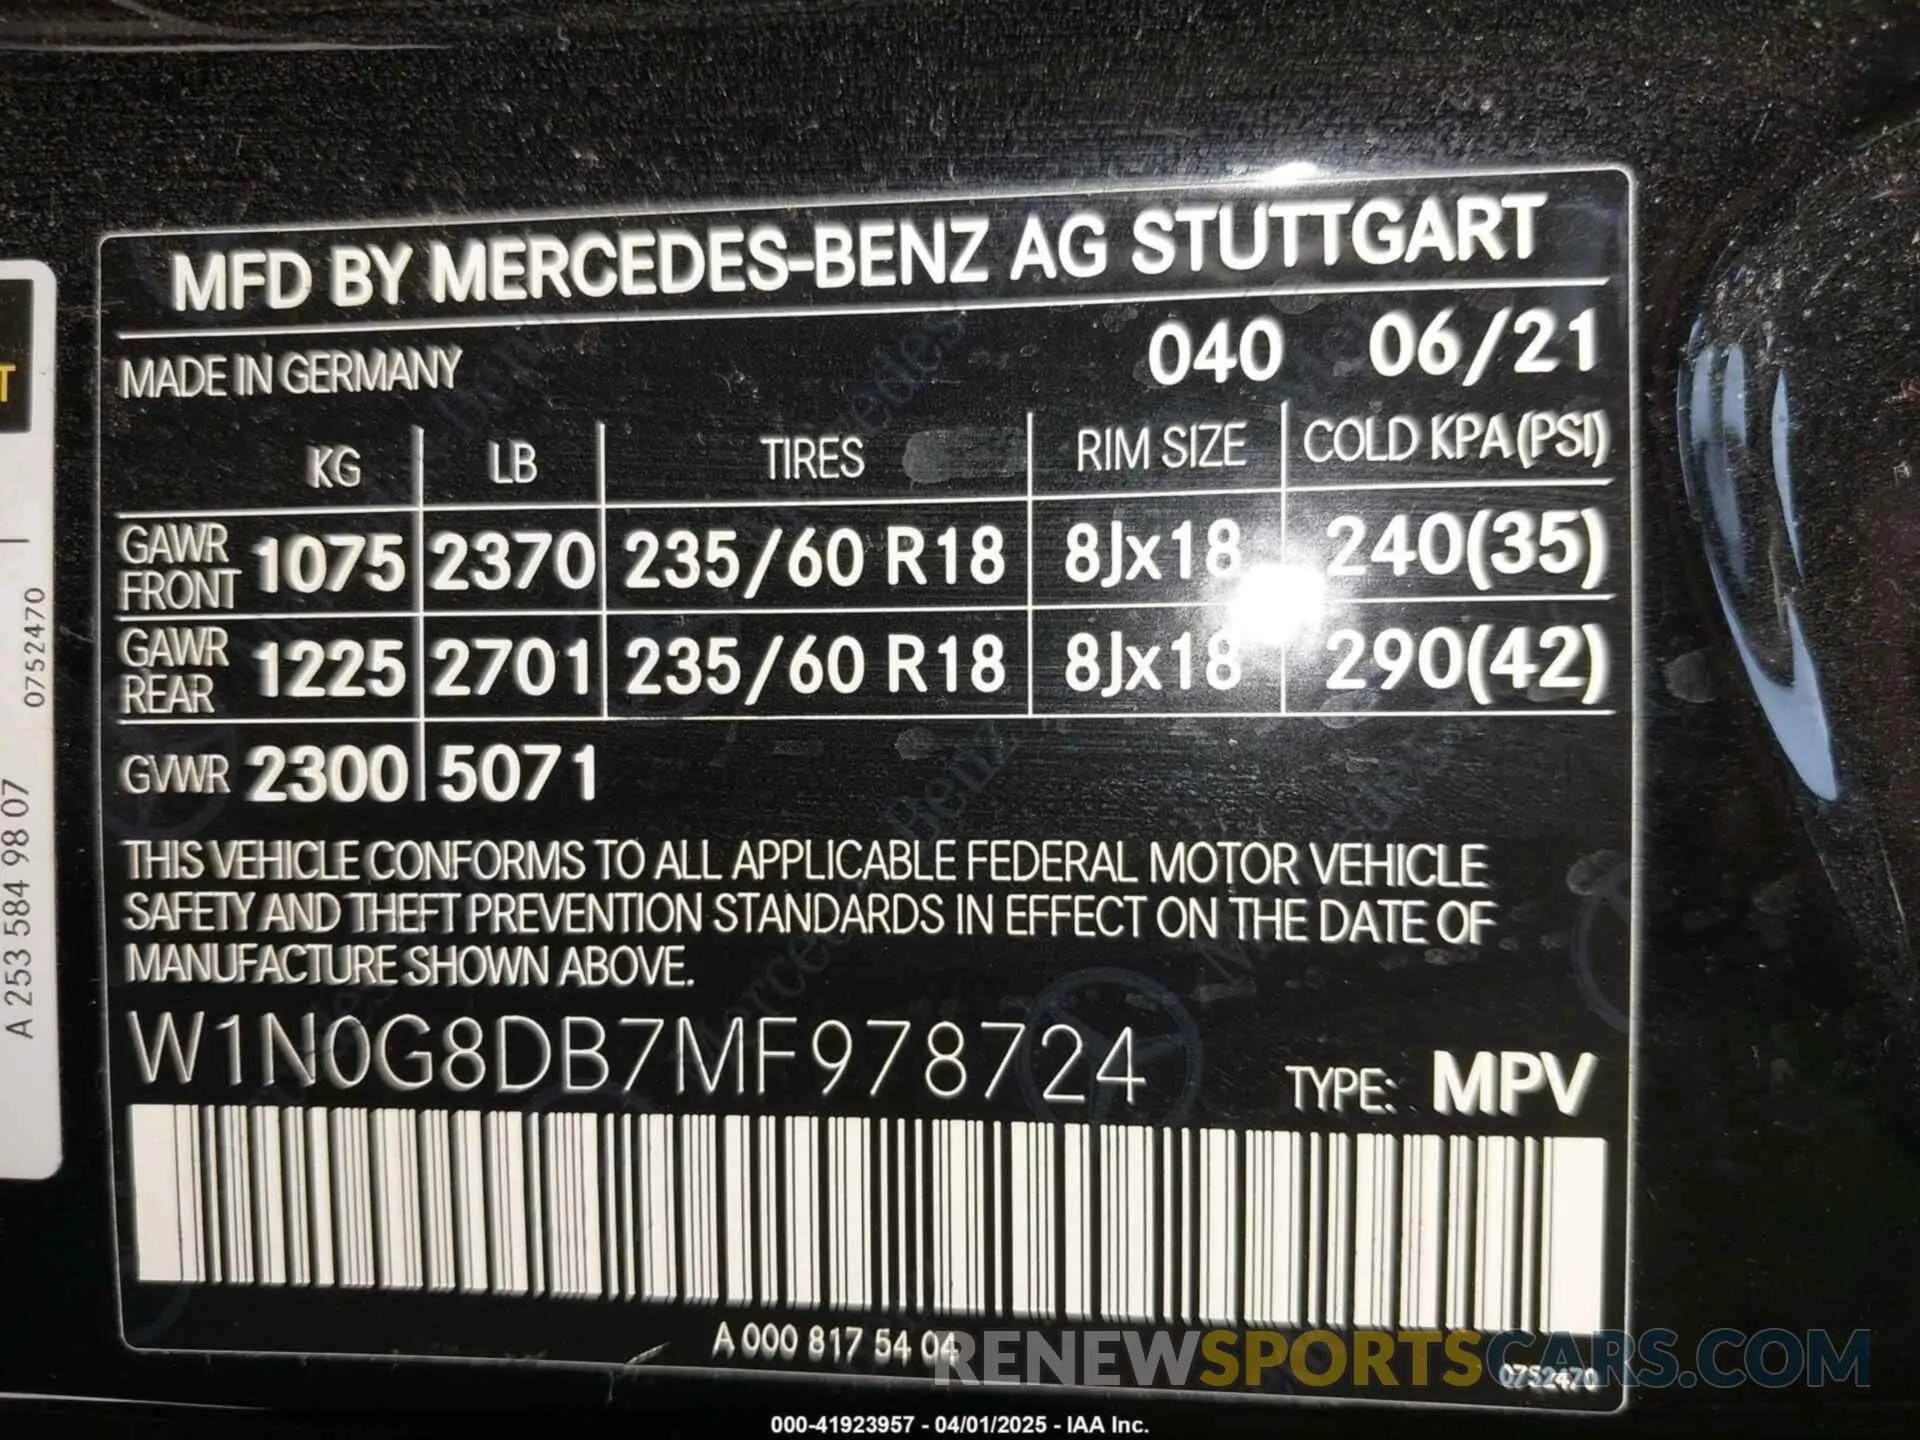 MFD BY MERCEDES-BENZ AG STUTTGART
MADE IN GERMANY 040 06/21
KG LB TIRES RIM SIZE COLD KPA (PSI)
GAWR FRONT 1075 2370 235/60 R18 8Jx18 240(35)
GAWR REAR 1225 2701 235/60 R18 8Jx18 290(42)
GVWR 2300 5071
THIS VEHICLE CONFORMS TO ALL APPLICABLE FEDERAL MOTOR VEHICLE
SAFETY AND THEFT PREVENTION STANDARDS IN EFFECT ON THE DATE OF
MANUFACTURE SHOWN ABOVE.
W1N0G8DB7MF978724 TYPE: MPV
A 000 817 54 04
0752470
T
0752470
A 253 584 98 07
RENEWSPORTSCARS.COM
000-41923957 - 04/01/2025 - IAA Inc.